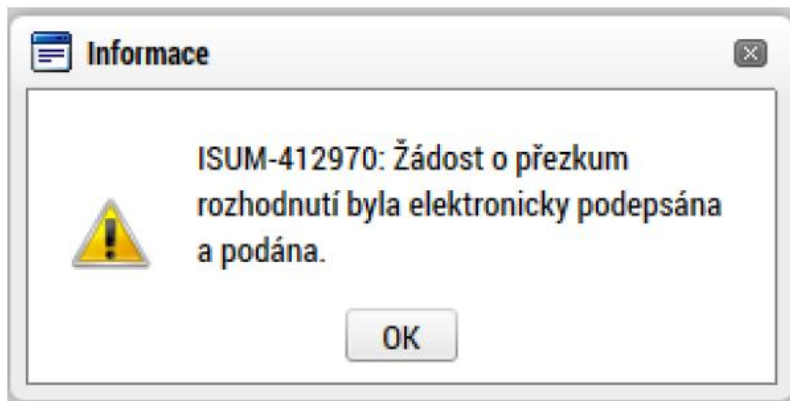 Informace
ISUM-412970: Žádost o přezkum
rozhodnutí byla elektronicky podepsána
a podána.
OK